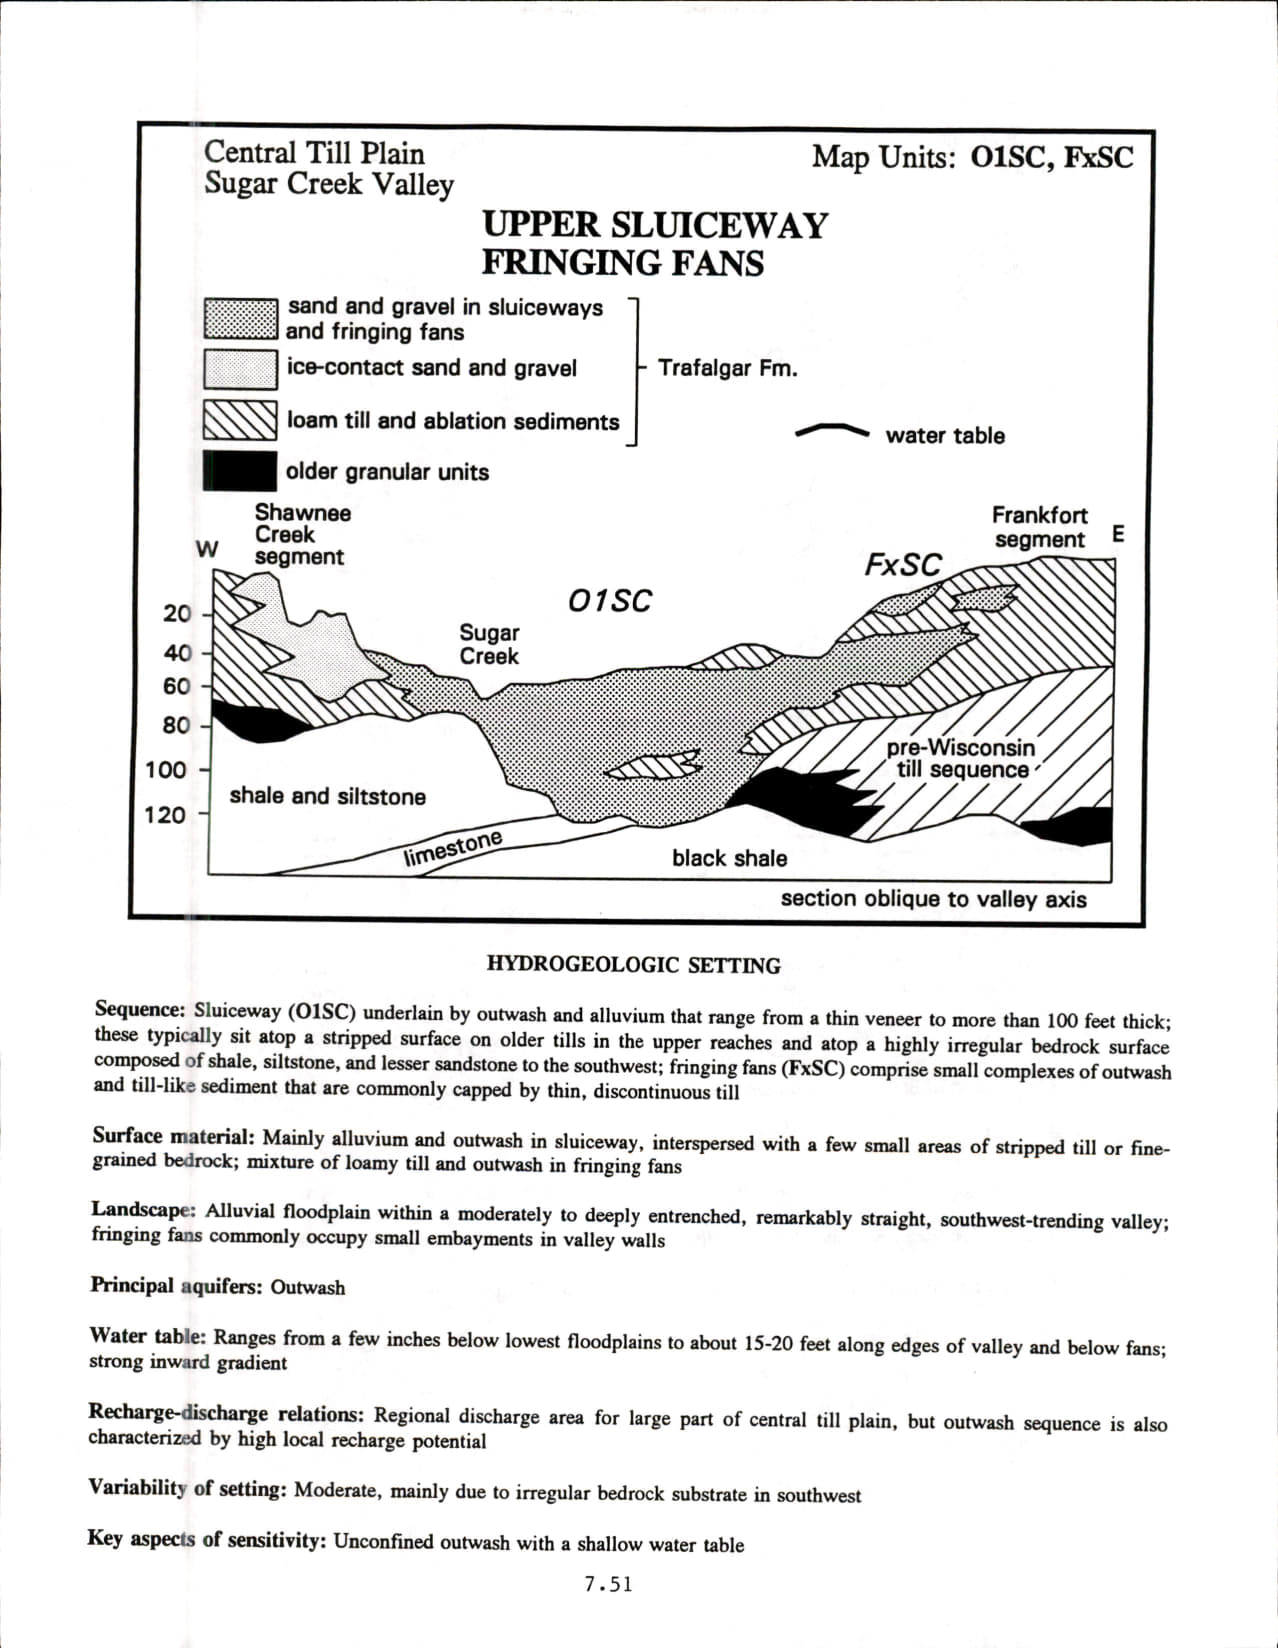 Central Till Plain
Sugar Creek Valley
Map Units: O1SC, FxSC
UPPER SLUICEWAY
FRINGING FANS
sand and gravel in sluiceways
and fringing fans
ice-contact sand and gravel
Trafalgar Fm.
loam till and ablation sediments
water table
older granular units
Shawnee
Creek
segment
W
Frankfort
segment
E
FxSC
O1SC
Sugar
Creek
20
40
60
80
100
120
pre-Wisconsin
till sequence
shale and siltstone
limestone
black shale
section oblique to valley axis
HYDROGEOLOGIC SETTING
Sequence: Sluiceway (O1SC) underlain by outwash and alluvium that range from a thin veneer to more than 100 feet thick;
these typically sit atop a stripped surface on older tills in the upper reaches and atop a highly irregular bedrock surface
composed of shale, siltstone, and lesser sandstone to the southwest; fringing fans (FxSC) comprise small complexes of outwash
and till-like sediment that are commonly capped by thin, discontinuous till
Surface material: Mainly alluvium and outwash in sluiceway, interspersed with a few small areas of stripped till or fine-
grained bedrock; mixture of loamy till and outwash in fringing fans
Landscape: Alluvial floodplain within a moderately to deeply entrenched, remarkably straight, southwest-trending valley;
fringing fans commonly occupy small embayments in valley walls
Principal aquifers: Outwash
Water table: Ranges from a few inches below lowest floodplains to about 15-20 feet along edges of valley and below fans;
strong inward gradient
Recharge-discharge relations: Regional discharge area for large part of central till plain, but outwash sequence is also
characterized by high local recharge potential
Variability of setting: Moderate, mainly due to irregular bedrock substrate in southwest
Key aspects of sensitivity: Unconfined outwash with a shallow water table
7.51